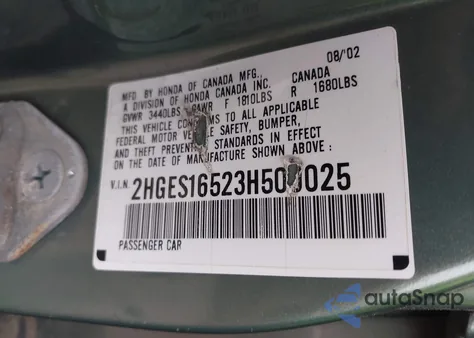 08/'02
MFD BY HONDA OF CANADA MFG., CANADA
A DIVISION OF HONDA CANADA INC.
GVWR 3440LBS F 1810LBS R 1680LBS
THIS VEHICLE TO ALL APPLICABLE
FEDERAL MOTOR SAFETY, BUMPER,
AND THEFT STANDARDS IN EFFECT
ON THE DATE OF MANUFACTURE SHOWN ABOVE.
V.I.N.
PASSENGER CAR
autoSnap